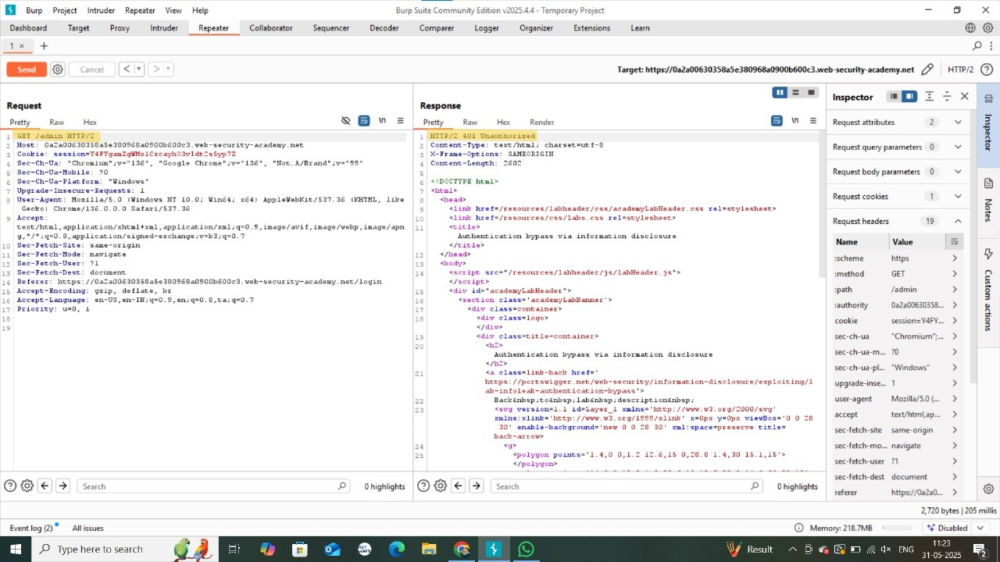 Burp Project Intruder Repeater View Help Burp Suite Community Edition v2025.4.4 - Temporary Project
Dashboard Target Proxy Intruder Repeater Collaborator Sequencer Decoder Comparer Logger Organizer Extensions Learn
1 × +
Send Cancel < > Target: https://0a2a00630358a5e380968a0900b600c3.web-security-academy.net HTTP/2
Request
Pretty Raw Hex \n
1 GET /admin HTTP/2
2 Host: 0a2a00630358a5e380968a0900b600c3.web-security-academy.net
3 Cookie: session=Y4FYgamZgWMx1Cxcayh03vIdt2s5yp7Z
4 Sec-Ch-Ua: "Chromium";v="136", "Google Chrome";v="136", "Not.A/Brand";v="99"
5 Sec-Ch-Ua-Mobile: ?0
6 Sec-Ch-Ua-Platform: "Windows"
7 Upgrade-Insecure-Requests: 1
8 User-Agent: Mozilla/5.0 (Windows NT 10.0; Win64; x64) AppleWebKit/537.36 (KHTML, like
Gecko) Chrome/136.0.0.0 Safari/537.36
9 Accept:
text/html,application/xhtml+xml,application/xml;q=0.9,image/avif,image/webp,image/apn
g,*/*;q=0.8,application/signed-exchange;v=b3;q=0.7
10 Sec-Fetch-Site: same-origin
11 Sec-Fetch-Mode: navigate
12 Sec-Fetch-User: ?1
13 Sec-Fetch-Dest: document
14 Referer: https://0a2a00630358a5e380968a0900b600c3.web-security-academy.net/login
15 Accept-Encoding: gzip, deflate, br
16 Accept-Language: en-US,en-IN;q=0.9,en;q=0.8,ta;q=0.7
17 Priority: u=0, i
18
19
Search 0 highlights
Response
Pretty Raw Hex Render \n
1 HTTP/2 401 Unauthorized
2 Content-Type: text/html; charset=utf-8
3 X-Frame-Options: SAMEORIGIN
4 Content-Length: 2602
5
6 <!DOCTYPE html>
7 <html>
8 <head>
9 <link href=/resources/labheader/css/academyLabHeader.css rel=stylesheet>
10 <link href=/resources/css/labs.css rel=stylesheet>
11 <title>
Authentication bypass via information disclosure
</title>
12 </head>
13 <body>
14 <script src="/resources/labheader/js/labHeader.js">
</script>
15 <div id="academyLabHeader">
16 <section class='academyLabBanner'>
17 <div class=container>
18 <div class=logo>
</div>
19 <div class=title-container>
20 <h2>
Authentication bypass via information disclosure
</h2>
21 <a class=link-back href='
https://portswigger.net/web-security/information-disclosure/exploiting/l
ab-infoleak-authentication-bypass'>
22 Back&nbsp;to&nbsp;lab&nbsp;description&nbsp;
23 <svg version=1.1 id=Layer_1 xmlns='http://www.w3.org/2000/svg'
xmlns:xlink='http://www.w3.org/1999/xlink' x=0px y=0px viewBox='0 0 28
30' enable-background='new 0 0 28 30' xml:space=preserve title=
back-arrow>
24 <g>
25 <polygon points='1.4,0 0,1.2 12.6,15 0,28.8 1.4,30 15.1,15'>
</polygon>
Search 0 highlights
Inspector
Request attributes 2
Request query parameters 0
Request body parameters 0
Request cookies 1
Request headers 19
Name Value
:scheme https
:method GET
:path /admin
:authority 0a2a00630358...
cookie session=Y4FY...
sec-ch-ua "Chromium";...
sec-ch-ua-m... ?0
sec-ch-ua-pl... "Windows"
upgrade-inse... 1
user-agent Mozilla/5.0 (...
accept text/html,ap...
sec-fetch-site same-origin
sec-fetch-mo... navigate
sec-fetch-user ?1
sec-fetch-dest document
referer https://0a2a0...
Inspector
Notes
Custom actions
2,720 bytes | 205 millis
Event log (2) All issues Memory: 218.7MB Disabled
Type here to search Result ENG 11:23
31-05-2025 2